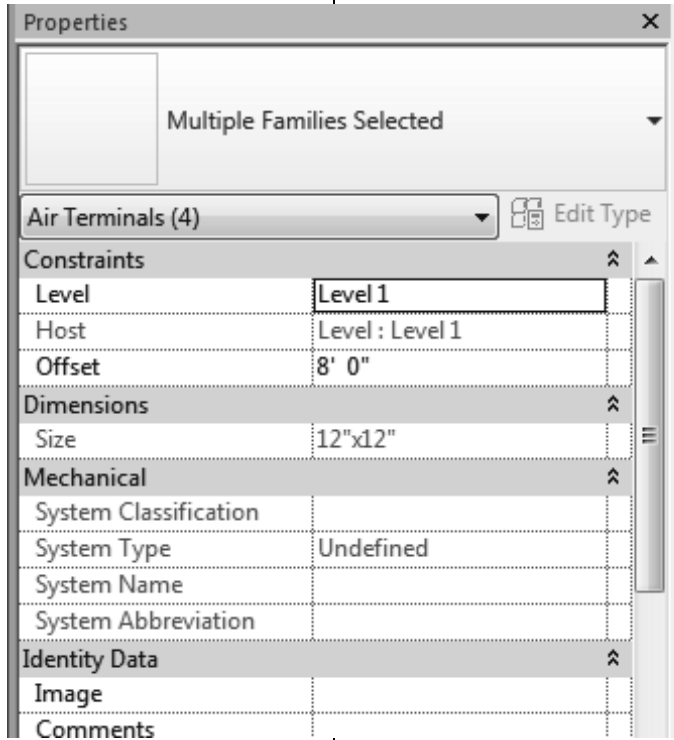 Properties
Multiple Families Selected
Air Terminals (4) Edit Type
Constraints
Level Level 1
Host Level : Level 1
Offset 8' 0"
Dimensions
Size 12"x12"
Mechanical
System Classification
System Type Undefined
System Name
System Abbreviation
Identity Data
Image
Comments